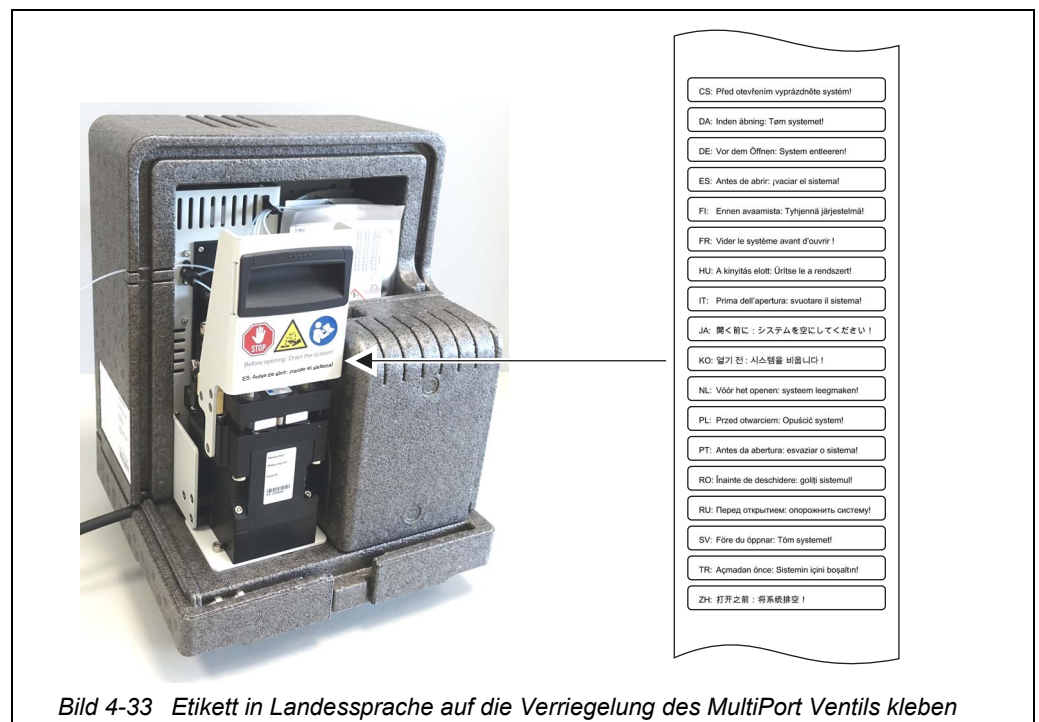 STOP
Before opening: Drain the system!
ES: Antes de abrir: ¡vaciar el sistema!
CS: Před otevřením vyprázdněte systém!
DA: Inden åbning: Tøm systemet!
DE: Vor dem Öffnen: System entleeren!
ES: Antes de abrir: ¡vaciar el sistema!
FI: Ennen avaamista: Tyhjennä järjestelmä!
FR: Vider le système avant d'ouvrir !
HU: A kinyitás elott: Ürítse le a rendszert!
IT: Prima dell'apertura: svuotare il sistema!
JA: 開く前に：システムを空にしてください！
KO: 열기 전 : 시스템을 비웁니다 !
NL: Vóór het openen: systeem leegmaken!
PL: Przed otwarciem: Opuścić system!
PT: Antes da abertura: esvaziar o sistema!
RO: Înainte de deschidere: goliți sistemul!
RU: Перед открытием: опорожнить систему!
SV: Före du öppnar: Töm systemet!
TR: Açmadan önce: Sistemin içini boşaltın!
ZH: 打开之前：将系统排空！
Bild 4-33 Etikett in Landessprache auf die Verriegelung des MultiPort Ventils kleben